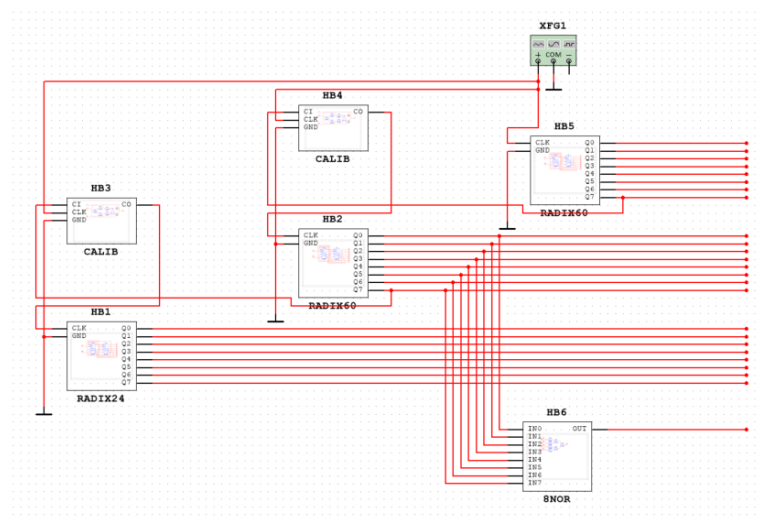 XFG1
COM
HB4
CI CO
CLK
GND
CALIB
HB5
CLK Q0
GND Q1
Q2
Q3
Q4
Q5
Q6
Q7
RADIX60
HB3
CI CO
CLK
GND
CALIB
HB2
CLK Q0
GND Q1
Q2
Q3
Q4
Q5
Q6
Q7
RADIX60
HB1
CLK Q0
GND Q1
Q2
Q3
Q4
Q5
Q6
Q7
RADIX24
HB6
IN0 OUT
IN1
IN2
IN3
IN4
IN5
IN6
IN7
8NOR